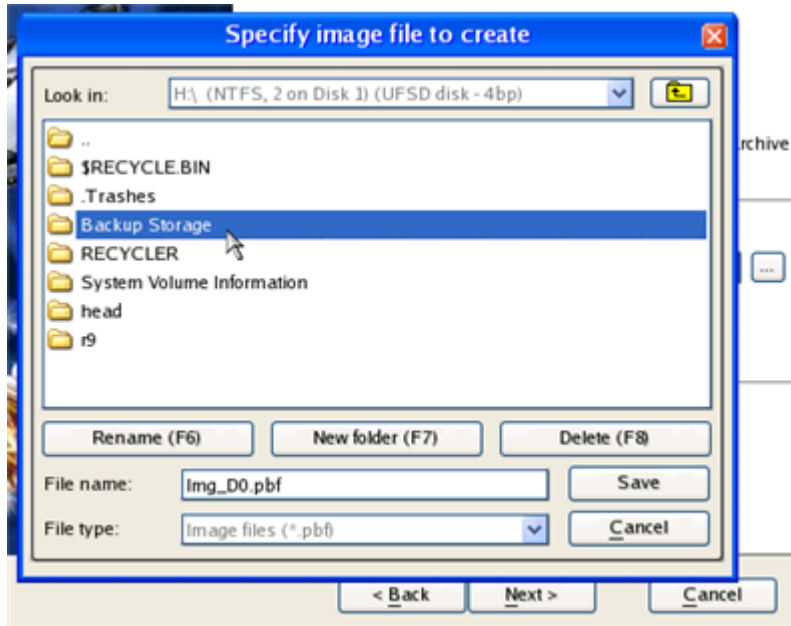 Specify image file to create
Look in: H:\ (NTFS, 2 on Disk 1) (UFSD disk - 4bp)
..
$RECYCLE.BIN
.Trashes
Backup Storage
RECYCLER
System Volume Information
head
r9
Rename (F6) New folder (F7) Delete (F8)
File name: Img_D0.pbf Save
File type: Image files (*.pbf) Cancel
rchive
...
< Back Next > Cancel